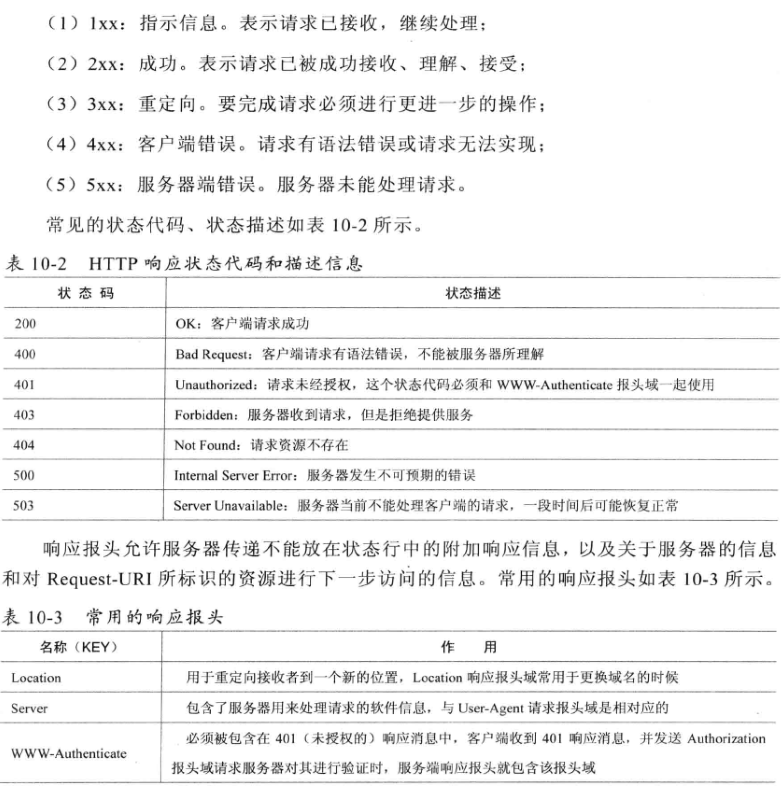 （1）1xx：指示信息。表示请求已接收，继续处理；
（2）2xx：成功。表示请求已被成功接收、理解、接受；
（3）3xx：重定向。要完成请求必须进行更进一步的操作；
（4）4xx：客户端错误。请求有语法错误或请求无法实现；
（5）5xx：服务器端错误。服务器未能处理请求。
常见的状态代码、状态描述如表 10-2 所示。
表 10-2 HTTP 响应状态代码和描述信息
状 态 码 状态描述
200 OK：客户端请求成功
400 Bad Request：客户端请求有语法错误，不能被服务器所理解
401 Unauthorized：请求未经授权，这个状态代码必须和 WWW-Authenticate 报头域一起使用
403 Forbidden：服务器收到请求，但是拒绝提供服务
404 Not Found：请求资源不存在
500 Internal Server Error：服务器发生不可预期的错误
503 Server Unavailable：服务器当前不能处理客户端的请求，一段时间后可能恢复正常
响应报头允许服务器传递不能放在状态行中的附加响应信息，以及关于服务器的信息
和对 Request-URI 所标识的资源进行下一步访问的信息。常用的响应报头如表 10-3 所示。
表 10-3 常用的响应报头
名称（KEY） 作 用
Location 用于重定向接收者到一个新的位置，Location 响应报头域常用于更换域名的时候
Server 包含了服务器用来处理请求的软件信息，与 User-Agent 请求报头域是相对应的
WWW-Authenticate 必须被包含在 401（未授权的）响应消息中，客户端收到 401 响应消息，并发送 Authorization
报头域请求服务器对其进行验证时，服务端响应报头就包含该报头域